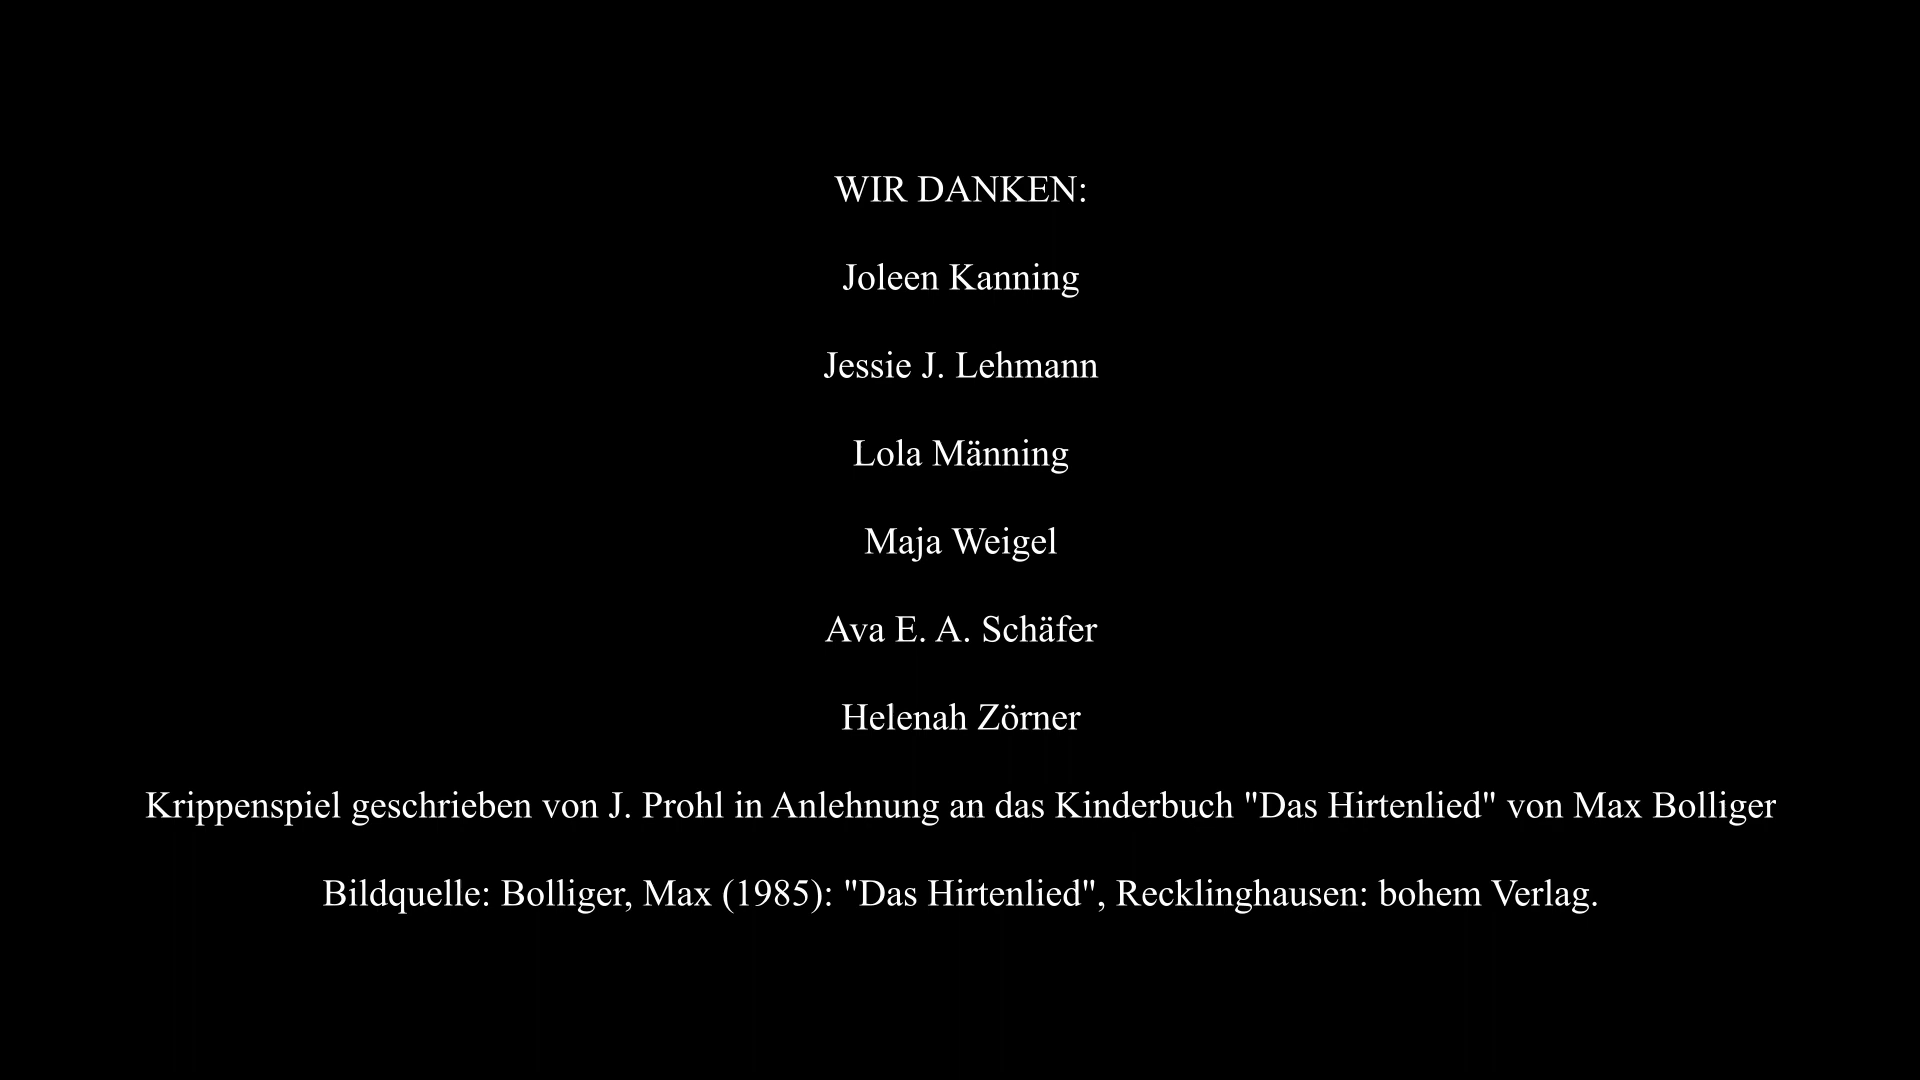 WIR DANKEN:
Joleen Kanning
Jessie J. Lehmann
Lola Männing
Maja Weigel
Ava E. A. Schäfer
Helenah Zörner
Krippenspiel geschrieben von J. Prohl in Anlehnung an das Kinderbuch "Das Hirtenlied" von Max Bolliger
Bildquelle: Bolliger, Max (1985): "Das Hirtenlied", Recklinghausen: bohem Verlag.